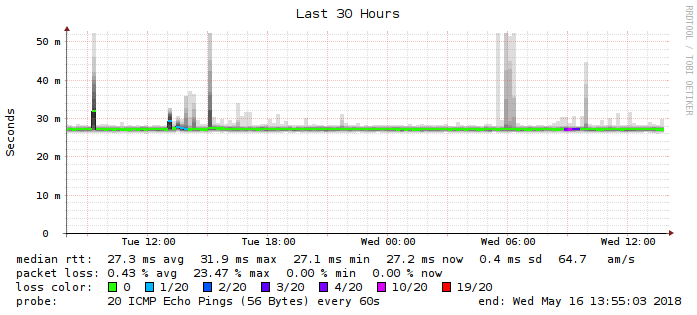 Last 30 Hours
RRDTOOL / TOBI OETIKER
Seconds
50 m
40 m
30 m
20 m
10 m
0
Tue 12:00 Tue 18:00 Wed 00:00 Wed 06:00 Wed 12:00
median rtt: 27.3 ms avg 31.9 ms max 27.1 ms min 27.2 ms now 0.4 ms sd 64.7 am/s
packet loss: 0.43 % avg 23.47 % max 0.00 % min 0.00 % now
loss color: 0 1/20 2/20 3/20 4/20 10/20 19/20
probe: 20 ICMP Echo Pings (56 Bytes) every 60s end: Wed May 16 13:55:03 2018